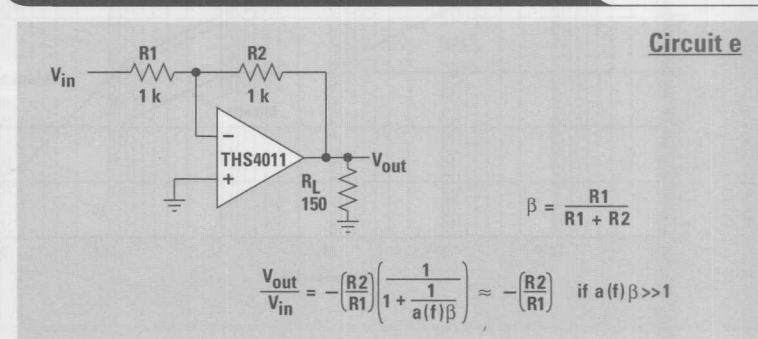 Circuit e
R1
R2
Vin
1 k
1 k
−
THS4011
+
Vout
RL
150
β = R1 / (R1 + R2)
Vout / Vin = −(R2/R1)(1 / (1 + 1 / (a(f)β))) ≈ −(R2/R1) if a(f)β>>1